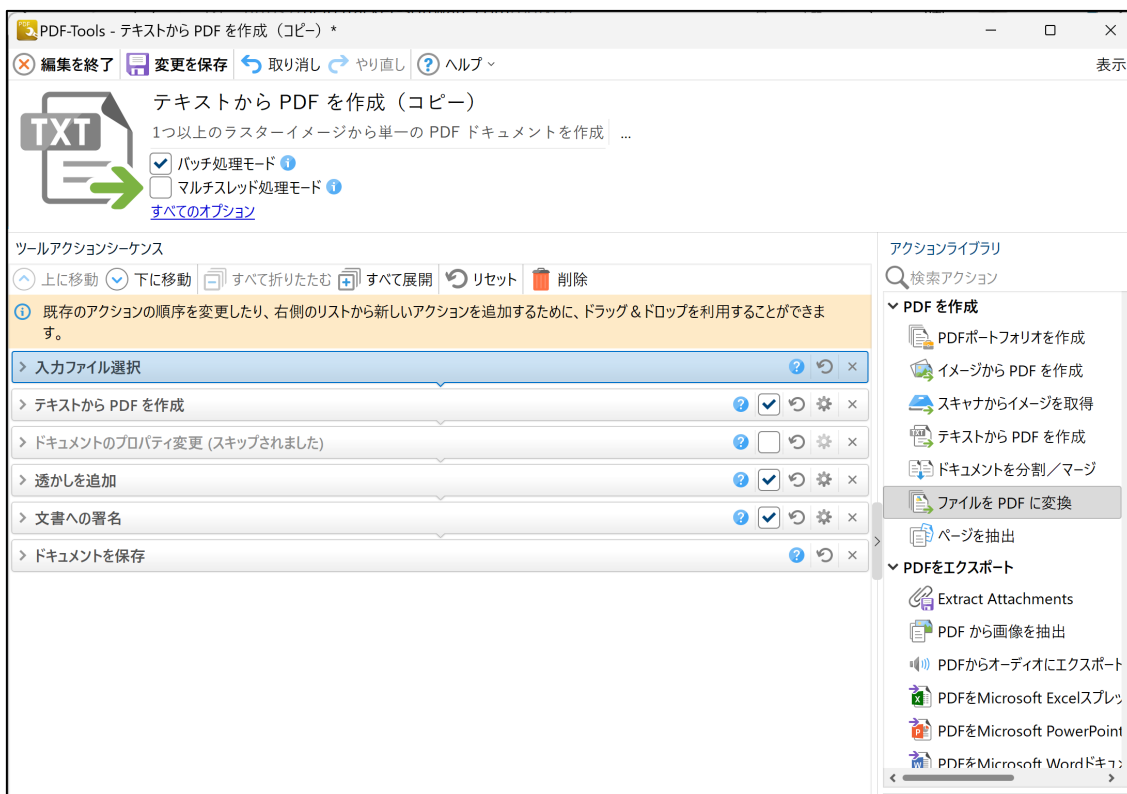 PDF-Tools - テキストから PDF を作成（コピー）*
編集を終了 変更を保存 取り消し やり直し ヘルプ 表示
TXT
テキストから PDF を作成（コピー）
1つ以上のラスターイメージから単一の PDF ドキュメントを作成 ...
バッチ処理モード
マルチスレッド処理モード
すべてのオプション
ツールアクションシーケンス
上に移動 下に移動 すべて折りたたむ すべて展開 リセット 削除
既存のアクションの順序を変更したり、右側のリストから新しいアクションを追加するために、ドラッグ＆ドロップを利用することができま
す。
入力ファイル選択
テキストから PDF を作成
ドキュメントのプロパティ変更 (スキップされました)
透かしを追加
文書への署名
ドキュメントを保存
アクションライブラリ
検索アクション
PDF を作成
PDFポートフォリオを作成
イメージから PDF を作成
スキャナからイメージを取得
テキストから PDF を作成
ドキュメントを分割／マージ
ファイルを PDF に変換
ページを抽出
PDFをエクスポート
Extract Attachments
PDF から画像を抽出
PDFからオーディオにエクスポート
PDFをMicrosoft Excelスプレッ
PDFをMicrosoft PowerPoint
PDFをMicrosoft Wordドキュ